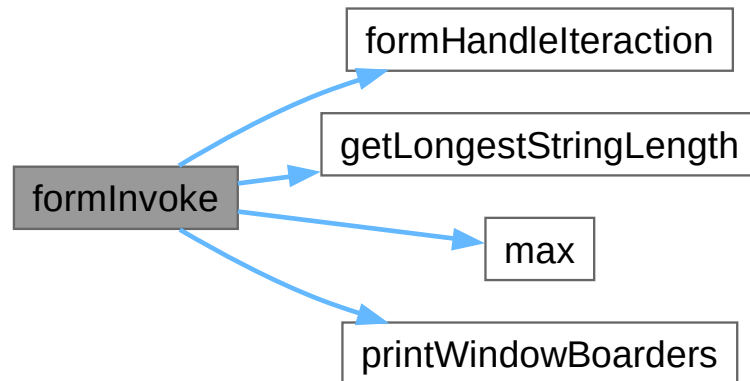 formHandleIteraction
getLongestStringLength
formInvoke
max
printWindowBoarders